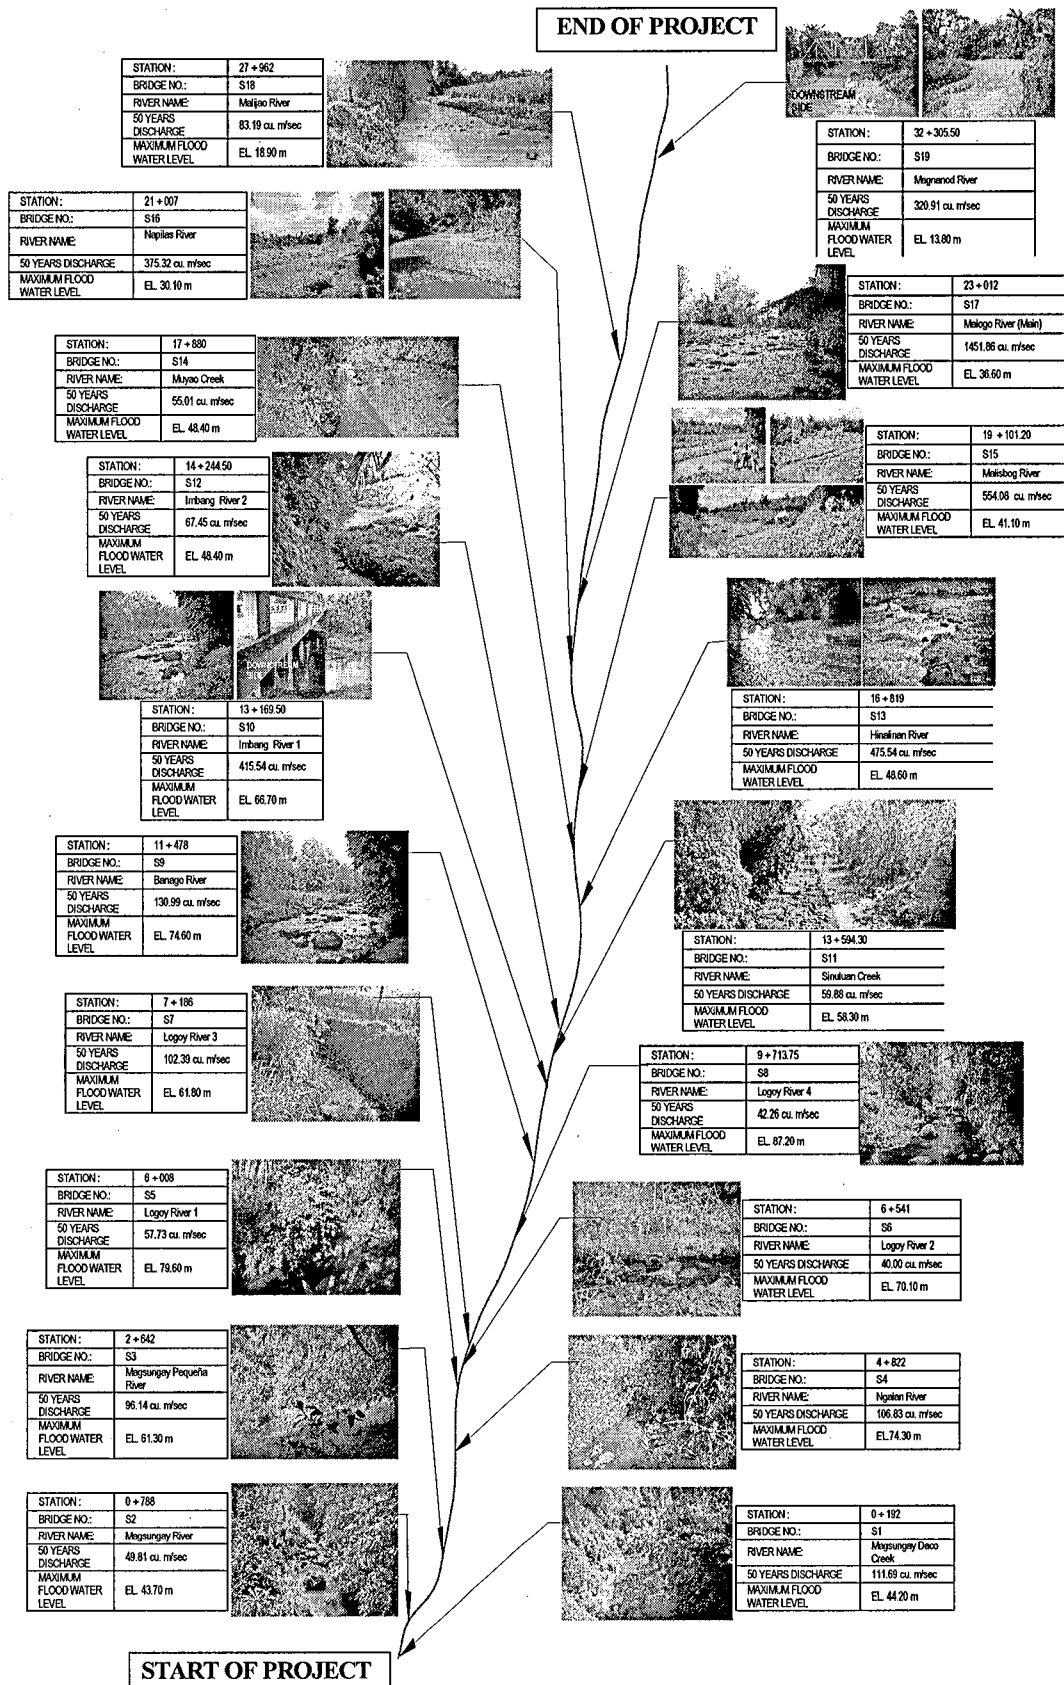 END OF PROJECT
STATION: 27 + 962
BRIDGE NO.: S18
RIVER NAME: Malijao River
50 YEARS
DISCHARGE 83.19 cu. m/sec
MAXIMUM FLOOD
WATER LEVEL EL. 18.90 m
DOWNSTREAM
SIDE
STATION: 32 + 305.50
BRIDGE NO.: S19
RIVER NAME: Magnanod River
50 YEARS
DISCHARGE 320.91 cu. m/sec
MAXIMUM
FLOOD WATER
LEVEL EL. 13.80 m
STATION: 21 + 007
BRIDGE NO.: S16
RIVER NAME: Napilas River
50 YEARS DISCHARGE 375.32 cu. m/sec
MAXIMUM FLOOD
WATER LEVEL EL. 30.10 m
STATION: 23 + 012
BRIDGE NO.: S17
RIVER NAME: Malogo River (Main)
50 YEARS
DISCHARGE 1451.86 cu. m/sec
MAXIMUM FLOOD
WATER LEVEL EL. 36.60 m
STATION: 17 + 880
BRIDGE NO.: S14
RIVER NAME: Muyao Creek
50 YEARS
DISCHARGE 55.01 cu. m/sec
MAXIMUM FLOOD
WATER LEVEL EL. 48.40 m
STATION: 19 + 101.20
BRIDGE NO.: S15
RIVER NAME: Malisbog River
50 YEARS
DISCHARGE 554.08 cu. m/sec
MAXIMUM FLOOD
WATER LEVEL EL. 41.10 m
STATION: 14 + 244.50
BRIDGE NO.: S12
RIVER NAME: Imbang River 2
50 YEARS
DISCHARGE 67.45 cu. m/sec
MAXIMUM
FLOOD WATER
LEVEL EL. 48.40 m
DOWNSTREAM
STATION: 13 + 169.50
BRIDGE NO.: S10
RIVER NAME: Imbang River 1
50 YEARS
DISCHARGE 415.54 cu. m/sec
MAXIMUM
FLOOD WATER
LEVEL EL. 66.70 m
STATION: 16 + 819
BRIDGE NO.: S13
RIVER NAME: Hinalinan River
50 YEARS DISCHARGE 475.54 cu. m/sec
MAXIMUM FLOOD
WATER LEVEL EL. 48.60 m
STATION: 11 + 478
BRIDGE NO.: S9
RIVER NAME: Banago River
50 YEARS
DISCHARGE 130.99 cu. m/sec
MAXIMUM
FLOOD WATER
LEVEL EL. 74.60 m
STATION: 13 + 594.30
BRIDGE NO.: S11
RIVER NAME: Sinuluan Creek
50 YEARS DISCHARGE 59.88 cu. m/sec
MAXIMUM FLOOD
WATER LEVEL EL. 58.30 m
STATION: 7 + 186
BRIDGE NO.: S7
RIVER NAME: Logoy River 3
50 YEARS
DISCHARGE 102.39 cu. m/sec
MAXIMUM
FLOOD WATER
LEVEL EL. 61.80 m
STATION: 9 + 713.75
BRIDGE NO.: S8
RIVER NAME: Logoy River 4
50 YEARS
DISCHARGE 42.26 cu. m/sec
MAXIMUM FLOOD
WATER LEVEL EL. 87.20 m
STATION: 6 + 008
BRIDGE NO.: S5
RIVER NAME: Logoy River 1
50 YEARS
DISCHARGE 57.73 cu. m/sec
MAXIMUM
FLOOD WATER
LEVEL EL. 79.60 m
STATION: 6 + 541
BRIDGE NO.: S6
RIVER NAME: Logoy River 2
50 YEARS DISCHARGE 40.00 cu. m/sec
MAXIMUM FLOOD
WATER LEVEL EL. 70.10 m
STATION: 2 + 642
BRIDGE NO.: S3
RIVER NAME: Magsungay Pequeña
River
50 YEARS
DISCHARGE 96.14 cu. m/sec
MAXIMUM
FLOOD WATER
LEVEL EL. 61.30 m
STATION: 4 + 822
BRIDGE NO.: S4
RIVER NAME: Ngalan River
50 YEARS DISCHARGE 106.83 cu. m/sec
MAXIMUM FLOOD
WATER LEVEL EL.74.30 m
STATION: 0 + 788
BRIDGE NO.: S2
RIVER NAME: Magsungay River
50 YEARS
DISCHARGE 49.81 cu. m/sec
MAXIMUM
FLOOD WATER
LEVEL EL. 43.70 m
STATION: 0 + 192
BRIDGE NO.: S1
RIVER NAME: Magsungay Daco
Creek
50 YEARS DISCHARGE 111.69 cu. m/sec
MAXIMUM FLOOD
WATER LEVEL EL. 44.20 m
START OF PROJECT